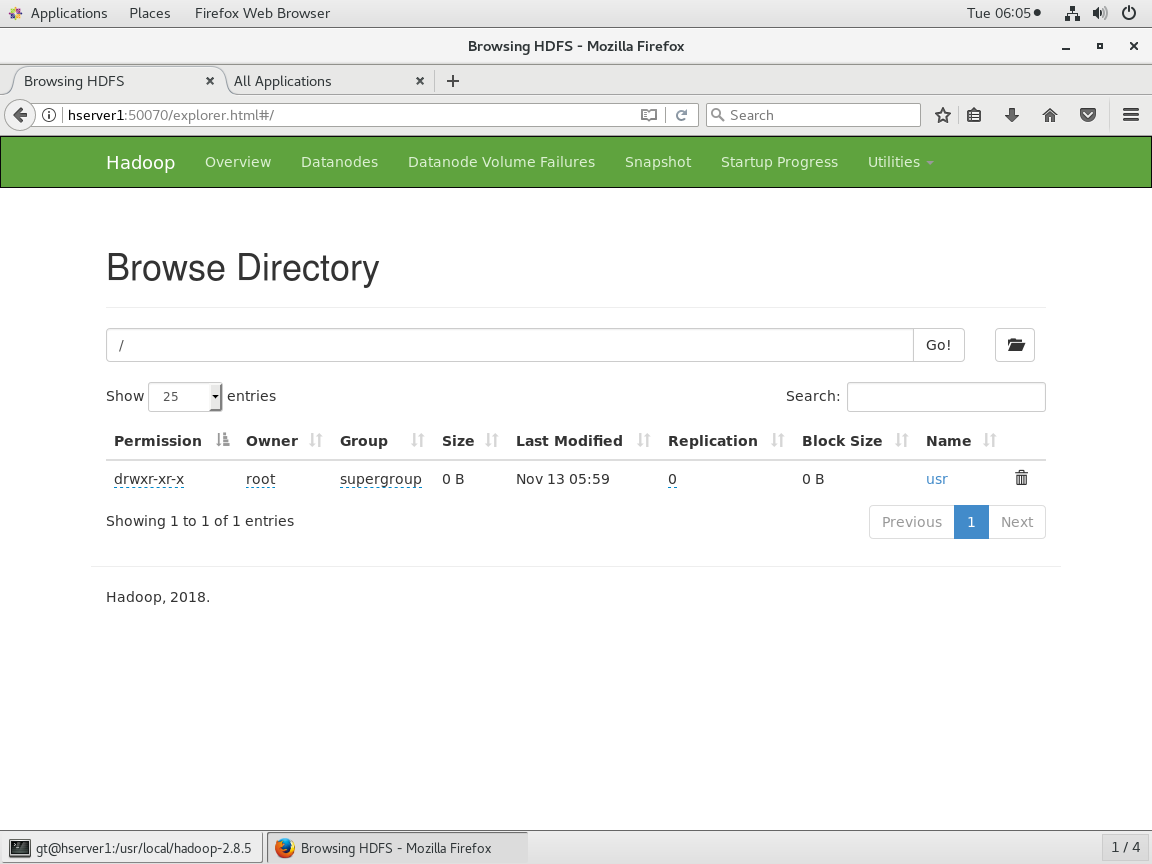 Applications Places Firefox Web Browser Tue 06:05
Browsing HDFS - Mozilla Firefox
Browsing HDFS All Applications
hserver1:50070/explorer.html#/ Search
Hadoop Overview Datanodes Datanode Volume Failures Snapshot Startup Progress Utilities
Browse Directory
/ Go!
Show 25 entries Search:
Permission Owner Group Size Last Modified Replication Block Size Name
drwxr-xr-x root supergroup 0 B Nov 13 05:59 0 0 B usr
Showing 1 to 1 of 1 entries Previous 1 Next
Hadoop, 2018.
gt@hserver1:/usr/local/hadoop-2.8.5 Browsing HDFS - Mozilla Firefox 1 / 4